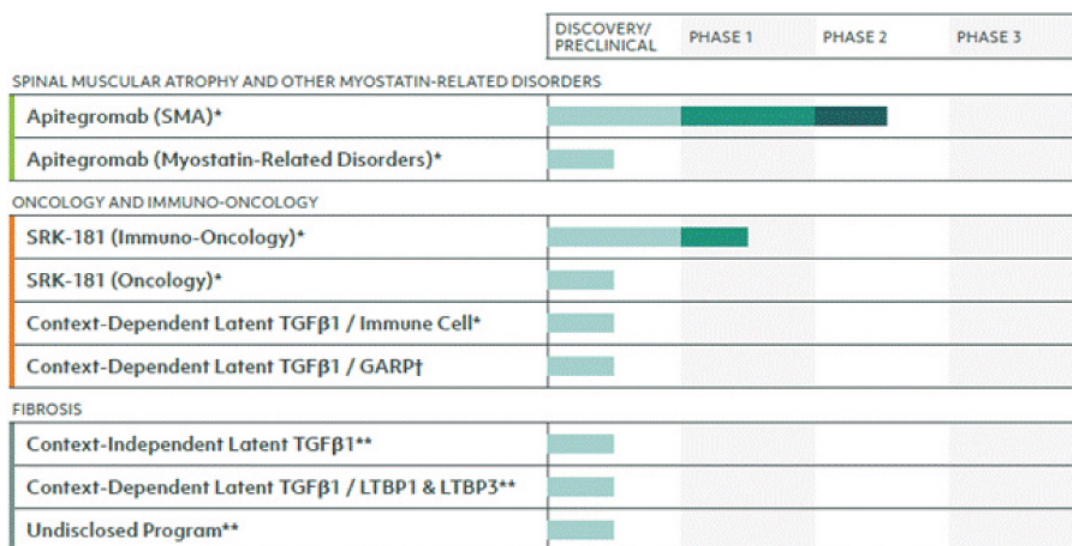 DISCOVERY/
PRECLINICAL PHASE 1 PHASE 2 PHASE 3
SPINAL MUSCULAR ATROPHY AND OTHER MYOSTATIN-RELATED DISORDERS
Apitegromab (SMA)*
Apitegromab (Myostatin-Related Disorders)*
ONCOLOGY AND IMMUNO-ONCOLOGY
SRK-181 (Immuno-Oncology)*
SRK-181 (Oncology)*
Context-Dependent Latent TGFβ1 / Immune Cell*
Context-Dependent Latent TGFβ1 / GARP†
FIBROSIS
Context-Independent Latent TGFβ1**
Context-Dependent Latent TGFβ1 / LTBP1 & LTBP3**
Undisclosed Program**